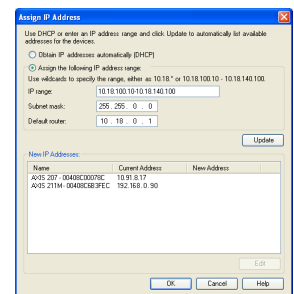 Assign IP Address
Use DHCP or enter an IP address range and click Update to automatically list available
addresses for the devices.
Obtain IP addresses automatically (DHCP)
Assign the following IP address range:
Use wildcards to specify the range, either as 10.18.* or 10.18.100.10 - 10.18.140.100.
IP range: 10.18.100.10-10.18.140.100
Subnet mask: 255 . 255 . 0 . 0
Default router: 10 . 18 . 0 . 1
Update
New IP Addresses:
Name Current Address New Address
AXIS 207 - 00408C00078C 10.91.8.17
AXIS 211M - 00408C6B3FEC 192.168.0.90
Edit
OK Cancel Help